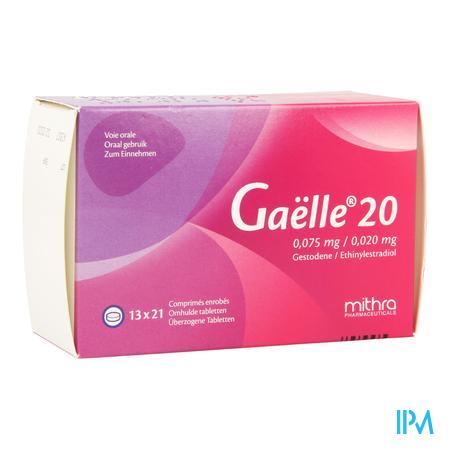 Voie orale
Oraal gebruik
Zum Einnehmen
Gaëlle® 20
0,075 mg / 0,020 mg
Gestodene / Ethinylestradiol
13 x 21
Comprimés enrobés
Omhulde tabletten
Überzogene Tabletten
mithra
PHARMACEUTICALS
IPM